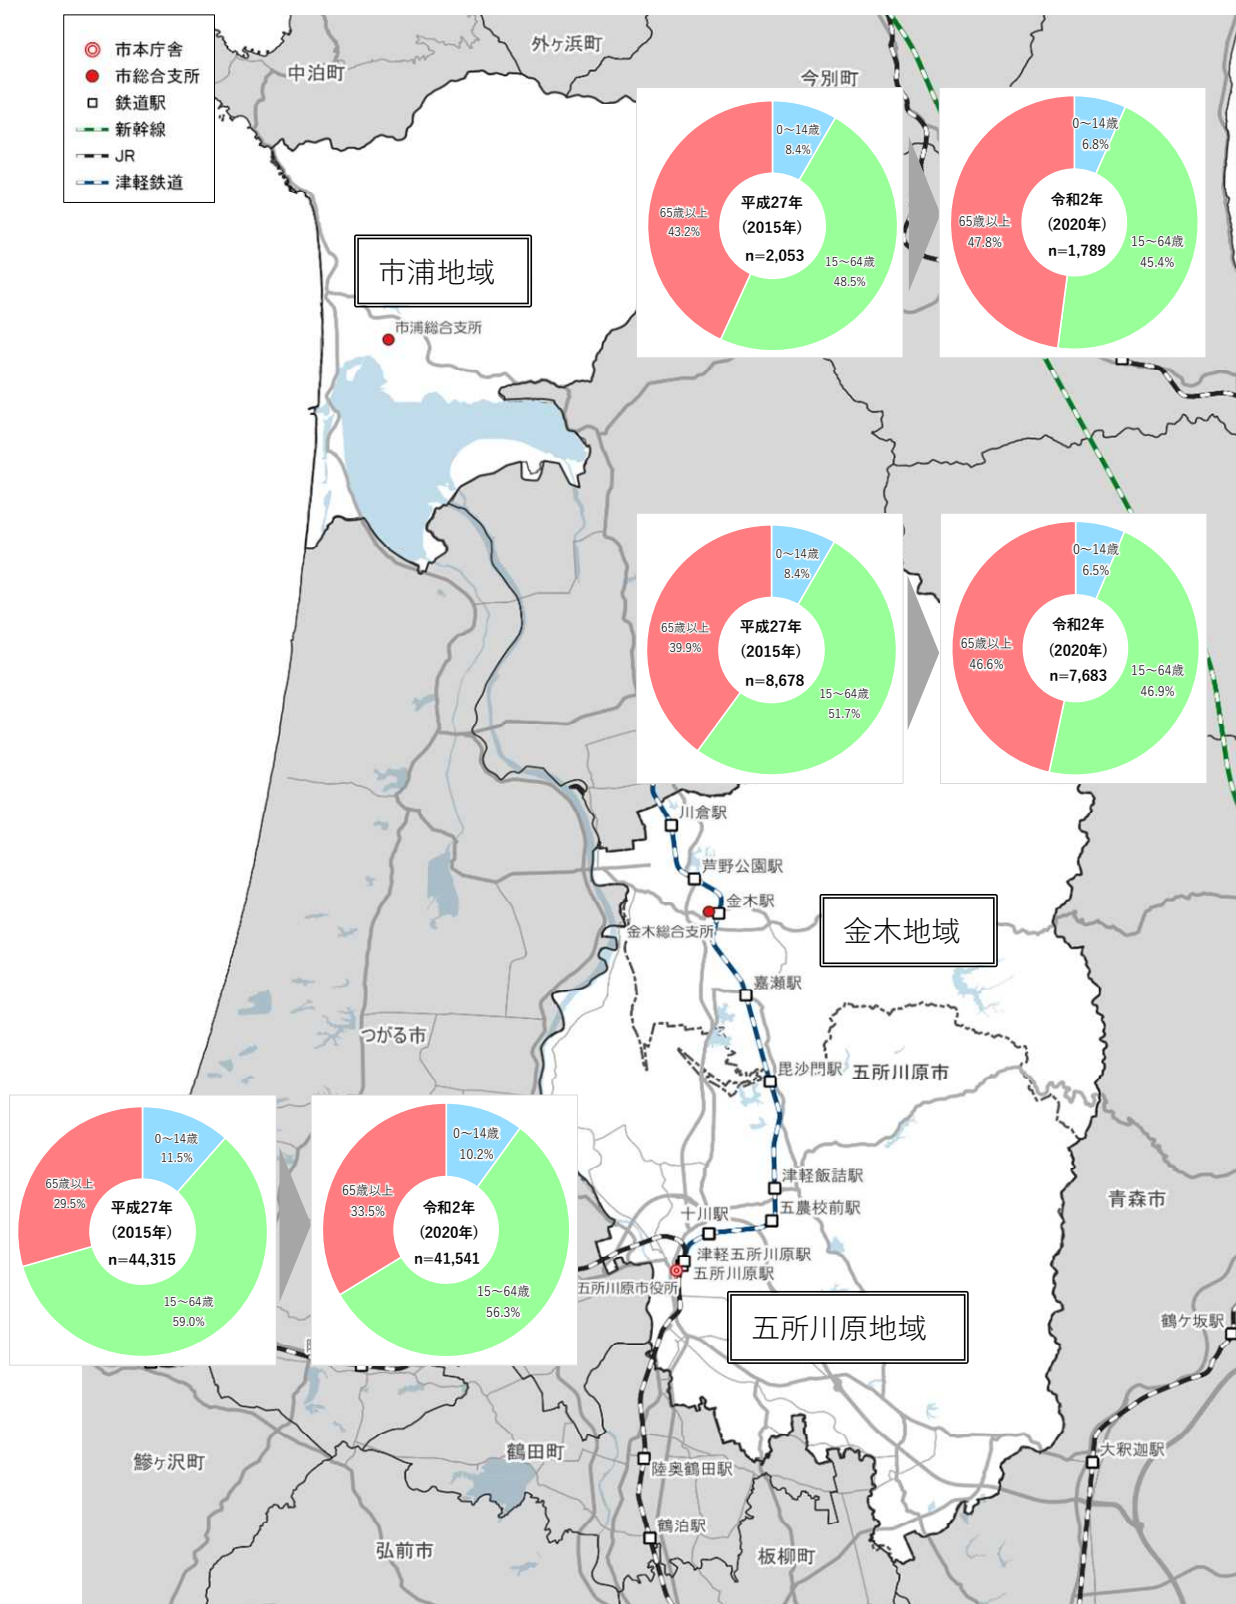 市本庁舎
市総合支所
鉄道駅
新幹線
JR
津軽鉄道
外ヶ浜町
中泊町
今別町
0～14歳
8.4%
65歳以上
43.2%
平成27年
(2015年)
n=2,053
15～64歳
48.5%
0～14歳
6.8%
65歳以上
47.8%
令和2年
(2020年)
n=1,789
15～64歳
45.4%
市浦地域
市浦総合支所
0～14歳
8.4%
65歳以上
39.9%
平成27年
(2015年)
n=8,678
15～64歳
51.7%
0～14歳
6.5%
65歳以上
46.6%
令和2年
(2020年)
n=7,683
15～64歳
46.9%
川倉駅
芦野公園駅
金木駅
金木総合支所
金木地域
嘉瀬駅
つがる市
毘沙門駅
五所川原市
0～14歳
11.5%
65歳以上
29.5%
平成27年
(2015年)
n=44,315
15～64歳
59.0%
0～14歳
10.2%
65歳以上
33.5%
令和2年
(2020年)
n=41,541
15～64歳
56.3%
津軽飯詰駅
五農校前駅
十川駅
津軽五所川原駅
五所川原駅
五所川原市役所
五所川原地域
青森市
鶴ケ坂駅
大釈迦駅
鰺ヶ沢町
鶴田町
陸奥鶴田駅
鶴泊駅
弘前市
板柳町